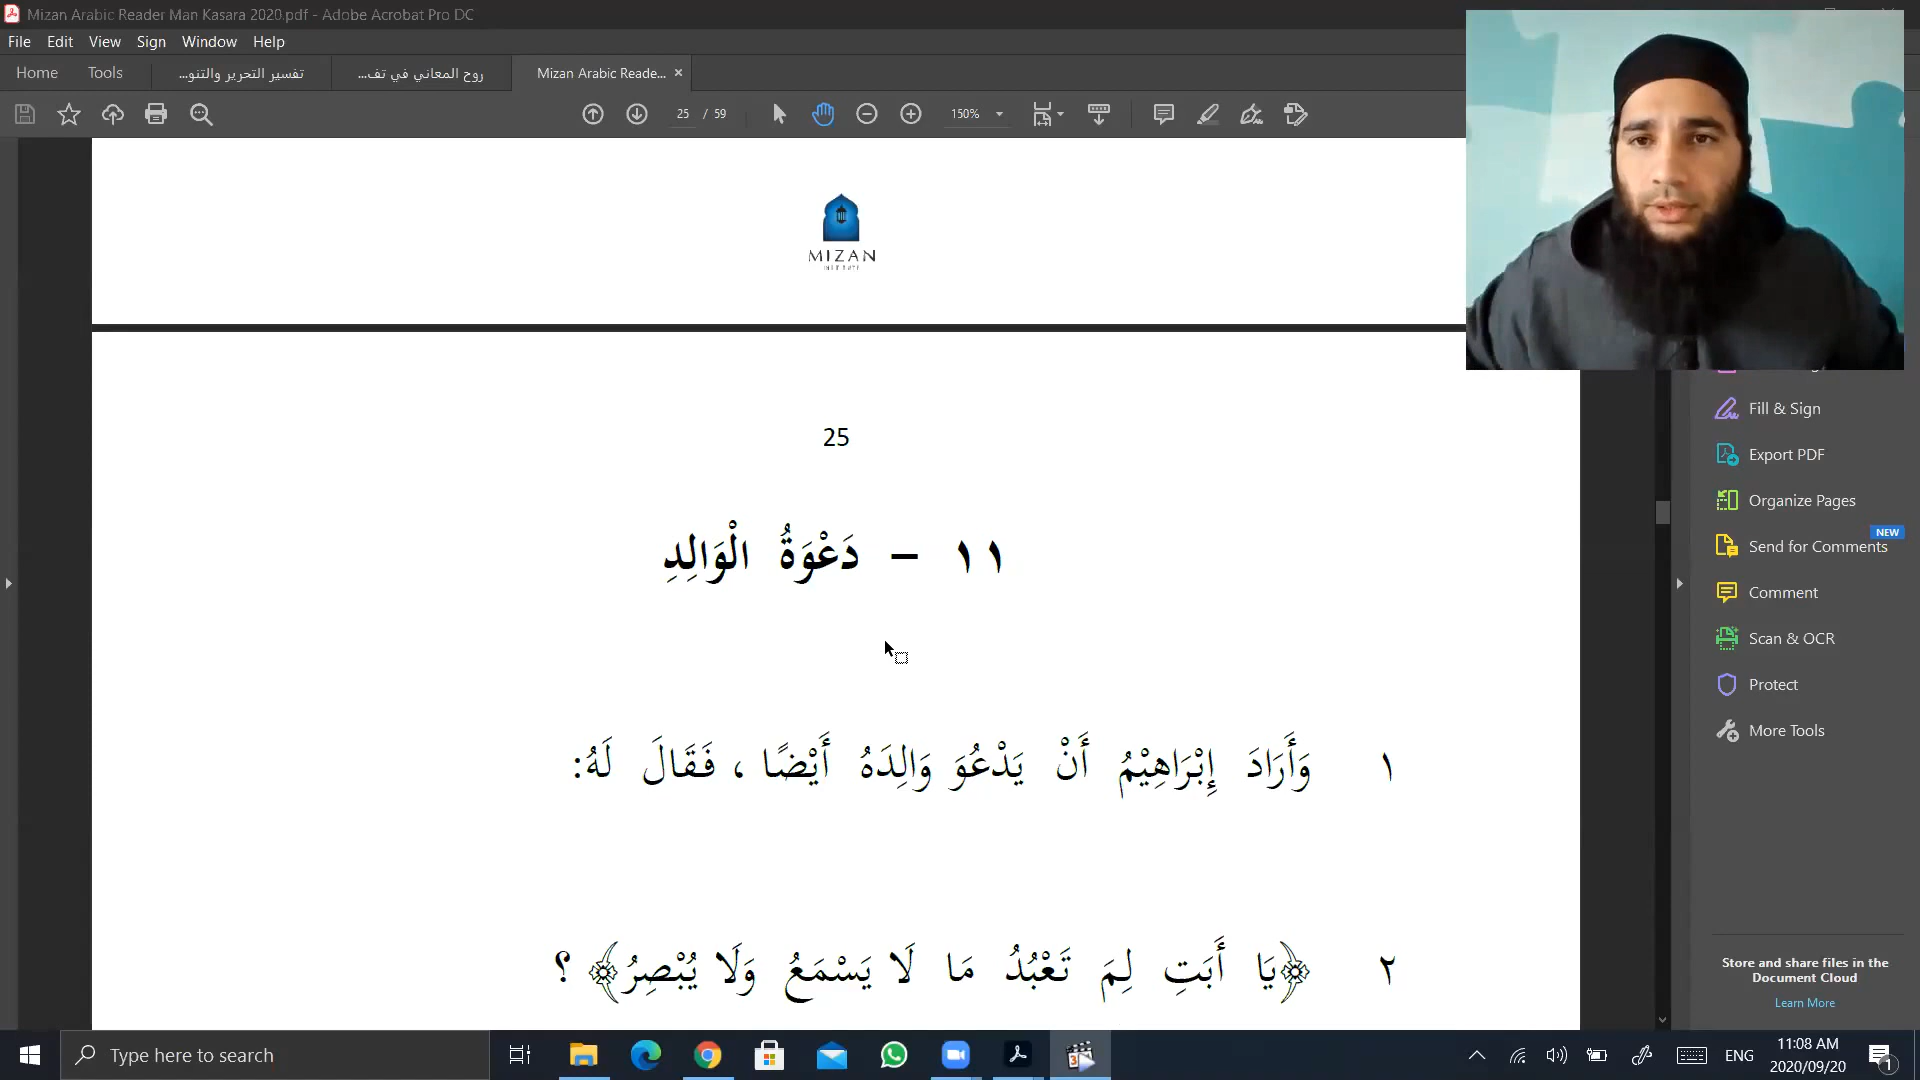 Mizan Arabic Reader Man Kasara 2020.pdf - Adobe Acrobat Pro DC
File Edit View Sign Window Help
Home Tools تفسير التحرير والتنو... روح المعاني في تف... Mizan Arabic Reade... ×
25 / 59 150%
MIZAN
25
١١ – دَعْوَةُ الْوَالِدِ
١ وَأَرَادَ إِبْرَاهِيْمُ أَنْ يَدْعُوَ وَالِدَهُ أَيْضًا ، فَقَالَ لَهُ:
٢ ﴿يَا أَبَتِ لِمَ تَعْبُدُ مَا لَا يَسْمَعُ وَلَا يُبْصِرُ﴾ ؟
Fill & Sign
Export PDF
Organize Pages
NEW
Send for Comments
Comment
Scan & OCR
Protect
More Tools
Store and share files in the
Document Cloud
Learn More
Type here to search
ENG
11:08 AM
2020/09/20
1